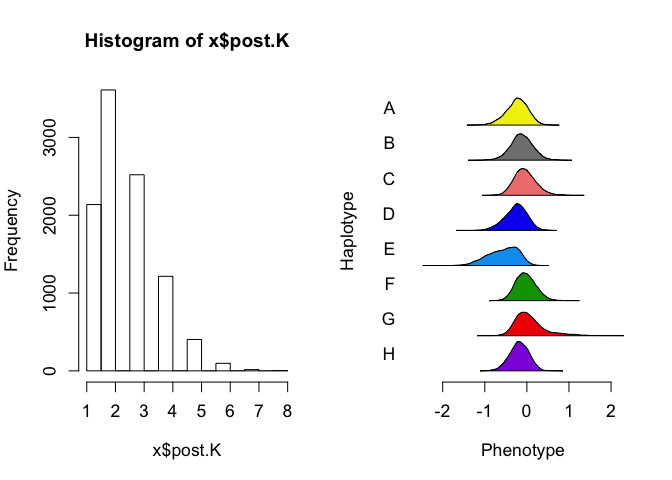 Histogram of x$post.K
Frequency
0
1000
2000
3000
1 2 3 4 5 6 7 8
x$post.K
Haplotype
A
B
C
D
E
F
G
H
-2 -1 0 1 2
Phenotype